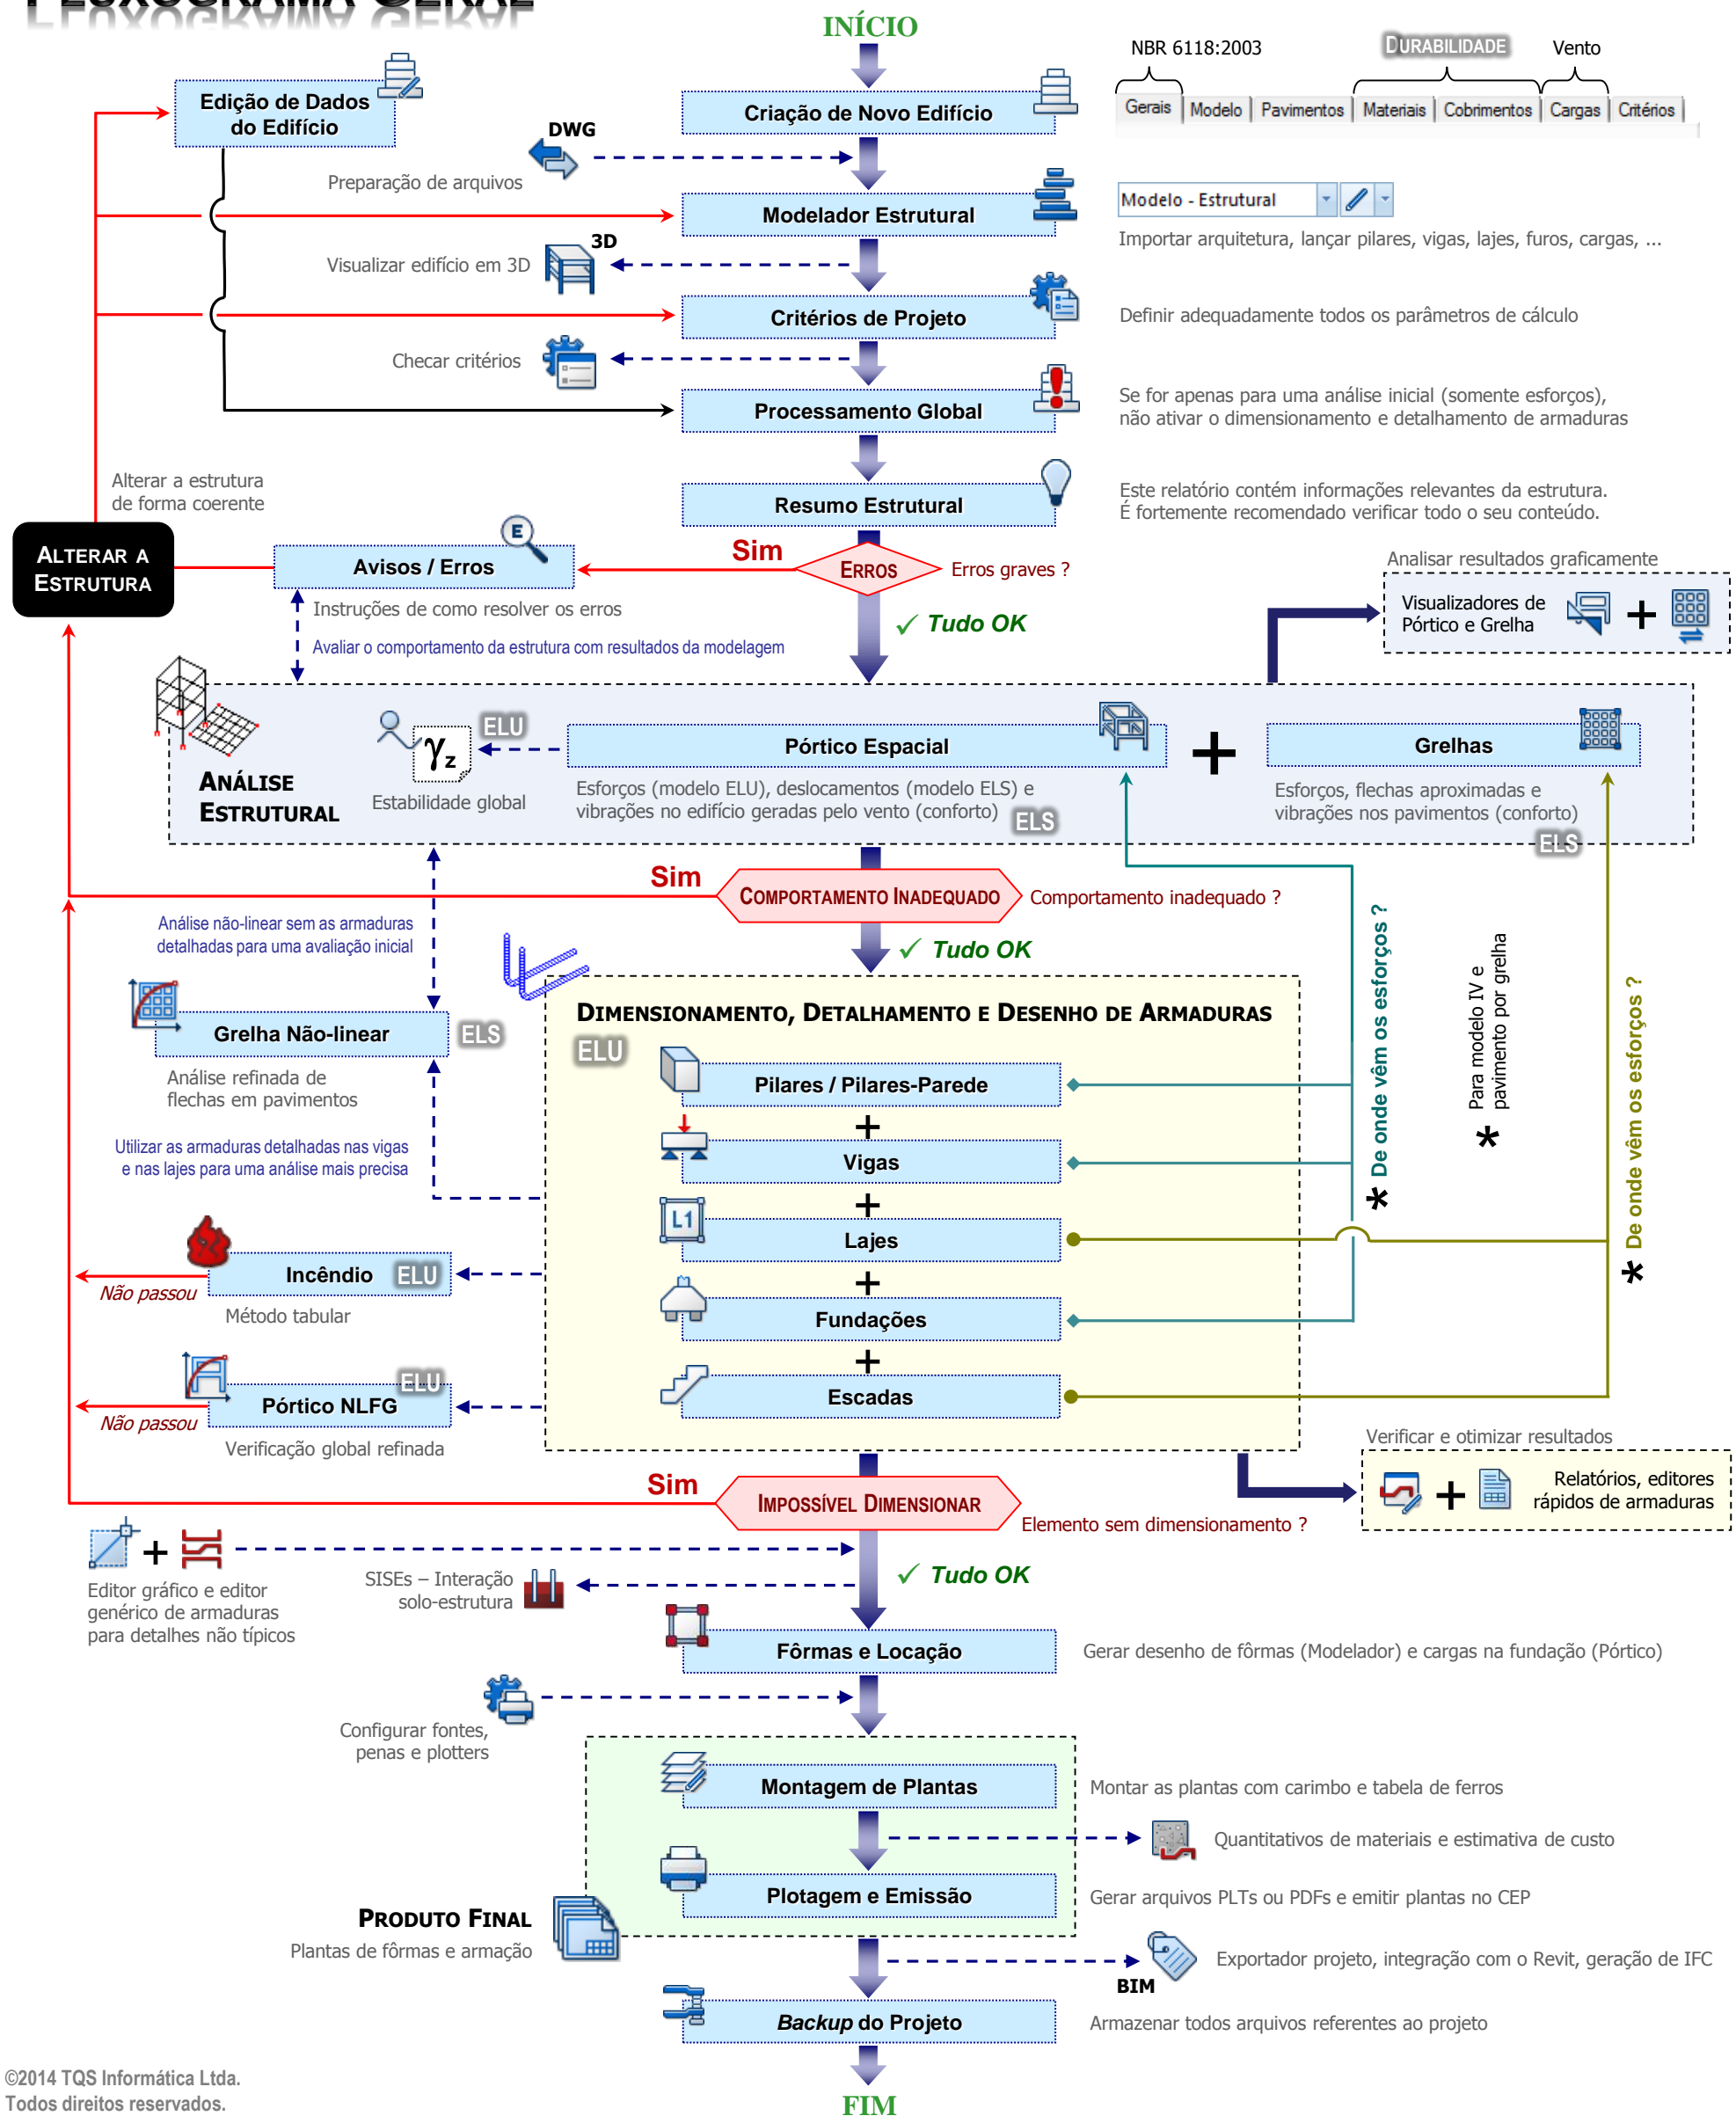 FLUXOGRAMA GERAL
INÍCIO
NBR 6118:2003
DURABILIDADE
Vento
Gerais
Modelo
Pavimentos
Materiais
Cobrimentos
Cargas
Critérios
Edição de Dados
do Edifício
Criação de Novo Edifício
DWG
Preparação de arquivos
Modelador Estrutural
Modelo - Estrutural
Importar arquitetura, lançar pilares, vigas, lajes, furos, cargas, ...
3D
Visualizar edifício em 3D
Critérios de Projeto
Definir adequadamente todos os parâmetros de cálculo
Checar critérios
Processamento Global
Se for apenas para uma análise inicial (somente esforços),
não ativar o dimensionamento e detalhamento de armaduras
Alterar a estrutura
de forma coerente
Resumo Estrutural
Este relatório contém informações relevantes da estrutura.
É fortemente recomendado verificar todo o seu conteúdo.
ALTERAR A
ESTRUTURA
E
Avisos / Erros
Sim
ERROS
Erros graves ?
Instruções de como resolver os erros
Tudo OK
Avaliar o comportamento da estrutura com resultados da modelagem
Analisar resultados graficamente
Visualizadores de
Pórtico e Grelha
+
ANÁLISE
ESTRUTURAL
γz
ELU
Estabilidade global
Pórtico Espacial
Esforços (modelo ELU), deslocamentos (modelo ELS) e
vibrações no edifício geradas pelo vento (conforto)
ELS
+
Grelhas
Esforços, flechas aproximadas e
vibrações nos pavimentos (conforto)
ELS
Sim
COMPORTAMENTO INADEQUADO
Comportamento inadequado ?
Tudo OK
Análise não-linear sem as armaduras
detalhadas para uma avaliação inicial
Grelha Não-linear
ELS
Análise refinada de
flechas em pavimentos
Utilizar as armaduras detalhadas nas vigas
e nas lajes para uma análise mais precisa
DIMENSIONAMENTO, DETALHAMENTO E DESENHO DE ARMADURAS
ELU
Pilares / Pilares-Parede
+
Vigas
+
L1
Lajes
+
Fundações
+
Escadas
* De onde vêm os esforços ?
* Para modelo IV e
pavimento por grelha
* De onde vêm os esforços ?
Incêndio
ELU
Não passou
Método tabular
Pórtico NLFG
ELU
Não passou
Verificação global refinada
Verificar e otimizar resultados
+
Relatórios, editores
rápidos de armaduras
Sim
IMPOSSÍVEL DIMENSIONAR
Elemento sem dimensionamento ?
Tudo OK
+
Editor gráfico e editor
genérico de armaduras
para detalhes não típicos
SISEs – Interação
solo-estrutura
Fôrmas e Locação
Gerar desenho de fôrmas (Modelador) e cargas na fundação (Pórtico)
Configurar fontes,
penas e plotters
Montagem de Plantas
Montar as plantas com carimbo e tabela de ferros
Quantitativos de materiais e estimativa de custo
Plotagem e Emissão
Gerar arquivos PLTs ou PDFs e emitir plantas no CEP
PRODUTO FINAL
Plantas de fôrmas e armação
BIM
Exportador projeto, integração com o Revit, geração de IFC
Backup do Projeto
Armazenar todos arquivos referentes ao projeto
FIM
©2014 TQS Informática Ltda.
Todos direitos reservados.